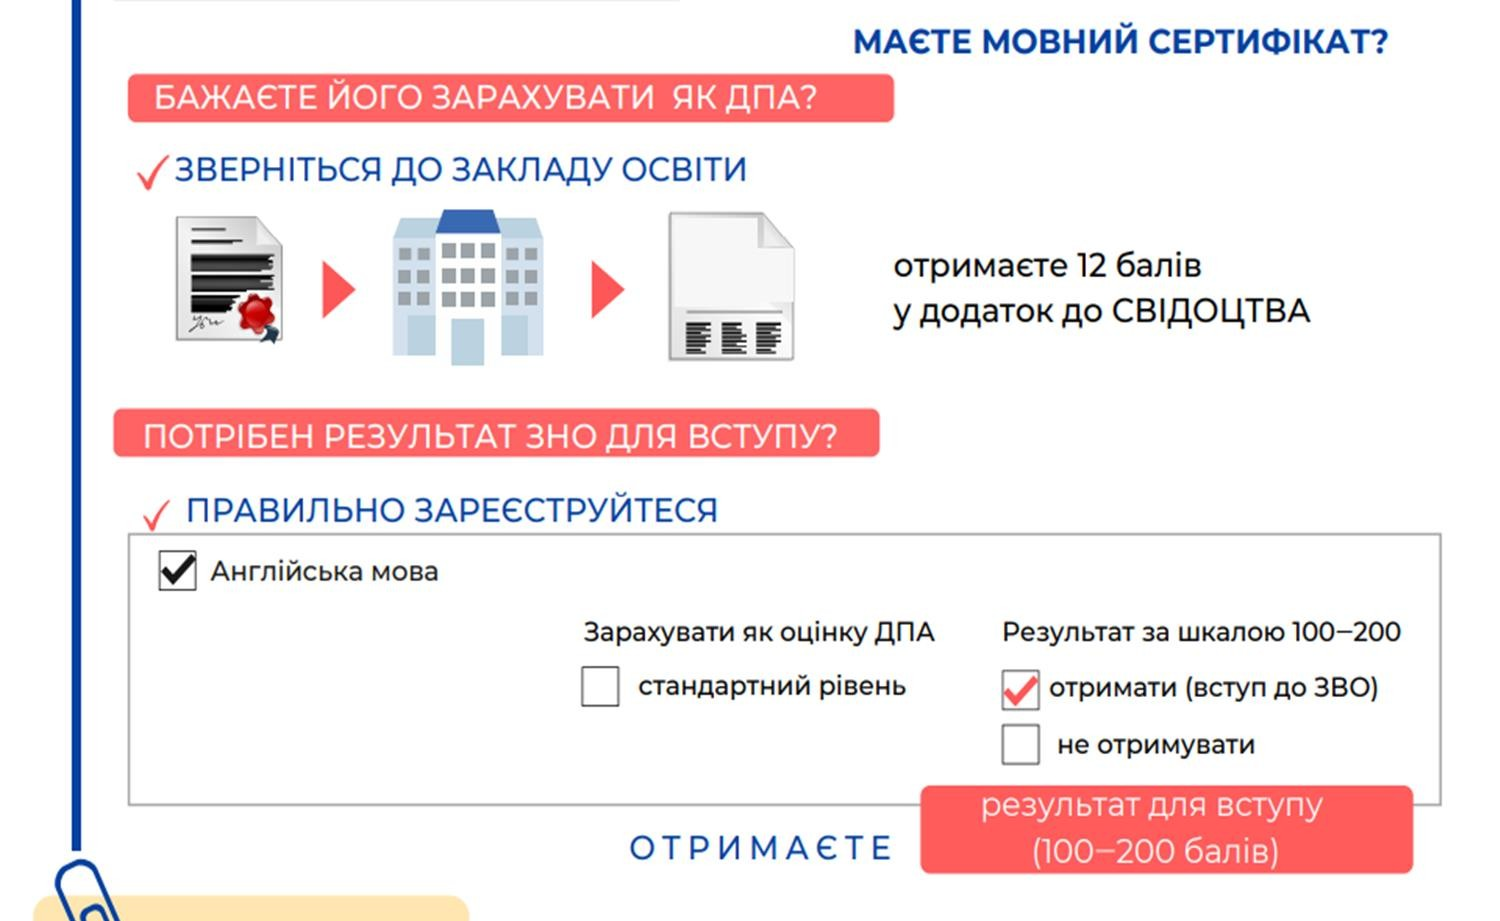 МАЄТЕ МОВНИЙ СЕРТИФІКАТ?
БАЖАЄТЕ ЙОГО ЗАРАХУВАТИ ЯК ДПА?
ЗВЕРНІТЬСЯ ДО ЗАКЛАДУ ОСВІТИ
отримаєте 12 балів
у додаток до СВІДОЦТВА
ПОТРІБЕН РЕЗУЛЬТАТ ЗНО ДЛЯ ВСТУПУ?
ПРАВИЛЬНО ЗАРЕЄСТРУЙТЕСЯ
Англійська мова
Зарахувати як оцінку ДПА
стандартний рівень
Результат за шкалою 100–200
отримати (вступ до ЗВО)
не отримувати
ОТРИМАЄТЕ
результат для вступу
(100–200 балів)